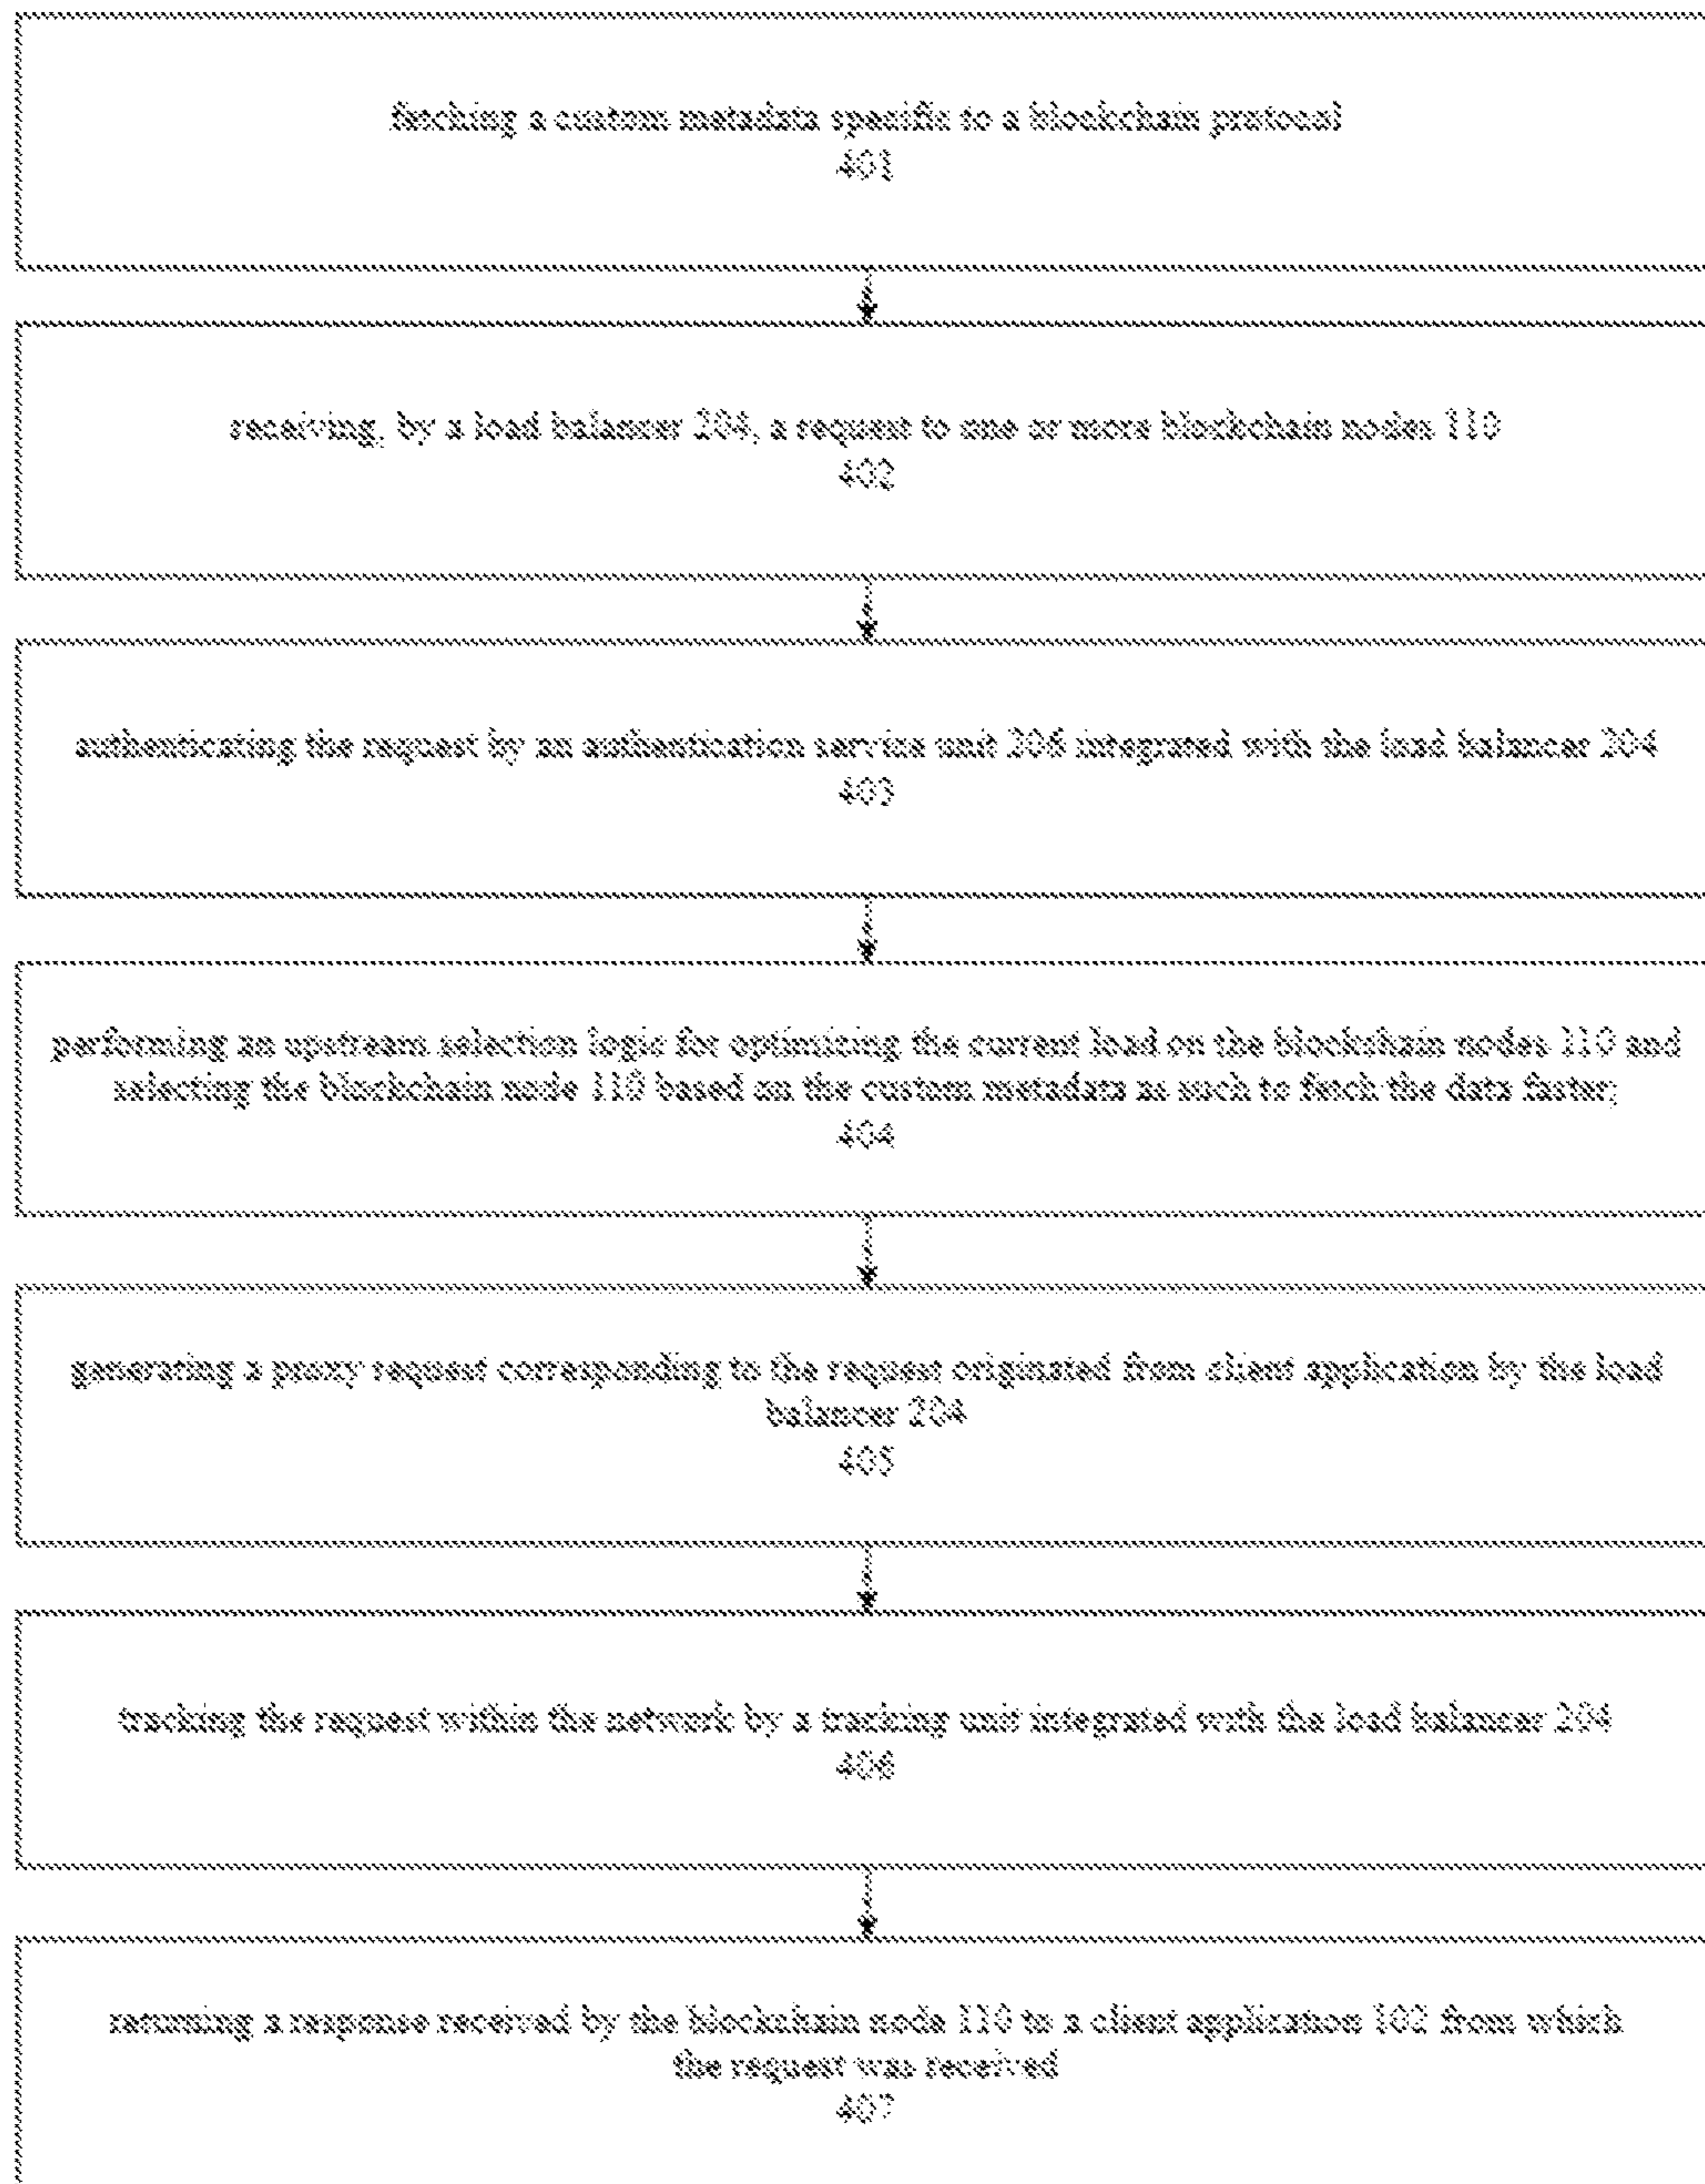 fetching a custom metadata specific to a blockchain protocol
401
receiving, by a load balancer 204, a request to one or more blockchain nodes 110
402
authenticating the request by an authentication service unit 206 integrated with the load balancer 204
403
performing an upstream selection logic for optimizing the current load on the blockchain nodes 110 and
selecting the blockchain node 110 based on the custom metadata as such to fetch the data faster;
404
generating a proxy request corresponding to the request originated from client application by the load
balancer 204
405
tracking the request within the network by a tracking unit integrated with the load balancer 204
406
returning a response received by the blockchain node 110 to a client application 102 from which
the request was received
407